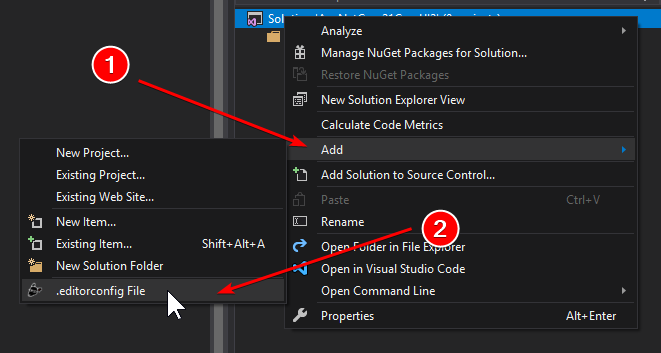 Solution
Analyze
Manage NuGet Packages for Solution...
Restore NuGet Packages
New Solution Explorer View
Calculate Code Metrics
Add
Add Solution to Source Control...
Paste Ctrl+V
Rename
Open Folder in File Explorer
Open in Visual Studio Code
Open Command Line
Properties Alt+Enter
1
New Project...
Existing Project...
Existing Web Site...
New Item...
Existing Item... Shift+Alt+A
New Solution Folder
.editorconfig File
2